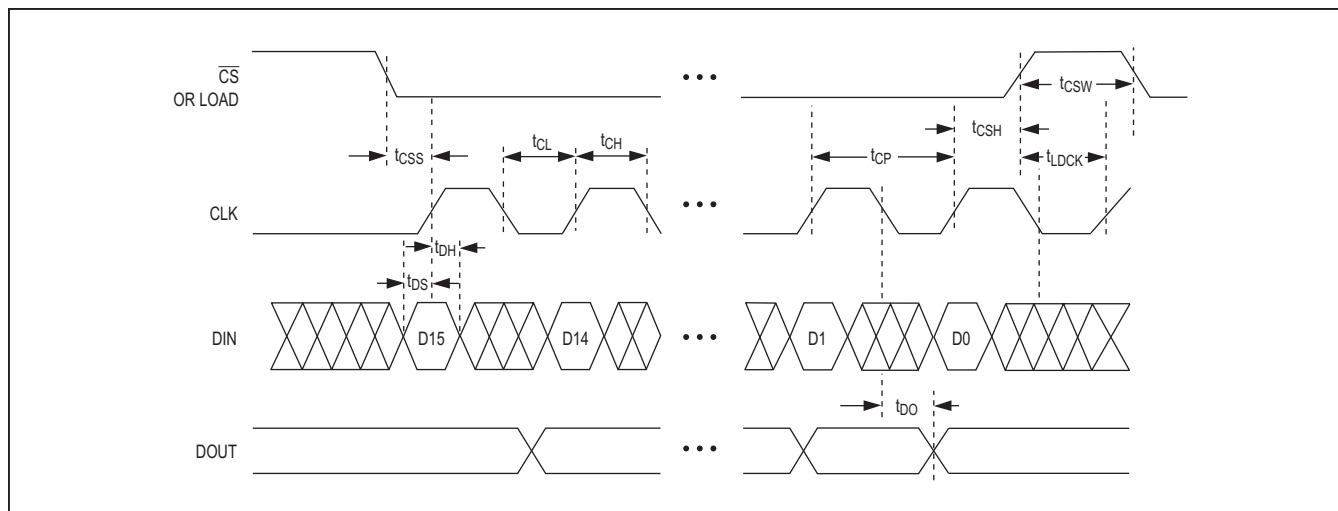 CS
OR LOAD
tCSW
tCSH
tCSS
tCL
tCH
tCP
tLDCK
CLK
tDH
tDS
DIN
D15
D14
D1
D0
tDO
DOUT